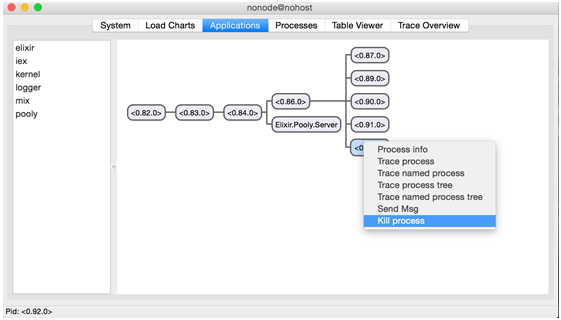 nonode@nohost
System Load Charts Applications Processes Table Viewer Trace Overview
elixir
iex
kernel
logger
mix
pooly
<0.87.0>
<0.89.0>
<0.82.0> <0.83.0> <0.84.0> <0.86.0> <0.90.0>
Elixir.Pooly.Server <0.91.0>
<0.
Process info
Trace process
Trace named process
Trace process tree
Trace named process tree
Send Msg
Kill process
Pid: <0.92.0>